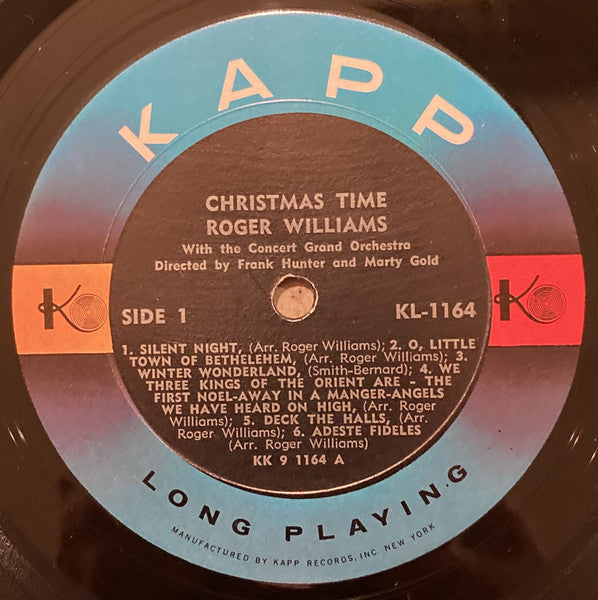 KAPP
CHRISTMAS TIME
ROGER WILLIAMS
With the Concert Grand Orchestra
Directed by Frank Hunter and Marty Gold
SIDE 1
KL-1164
1. SILENT NIGHT, (Arr. Roger Williams); 2. O, LITTLE
TOWN OF BETHELEHEM, (Arr. Roger Williams); 3.
WINTER WONDERLAND, (Smith-Bernard); 4. WE
THREE KINGS OF THE ORIENT ARE - THE
FIRST NOEL-AWAY IN A MANGER-ANGELS
WE HAVE HEARD ON HIGH, (Arr. Roger
Williams); 5. DECK THE HALLS, (Arr.
Roger Williams); 6. ADESTE FIDELES
(Arr. Roger Williams)
KK 9 1164 A
LONG PLAYING
MANUFACTURED BY KAPP RECORDS, INC. NEW YORK